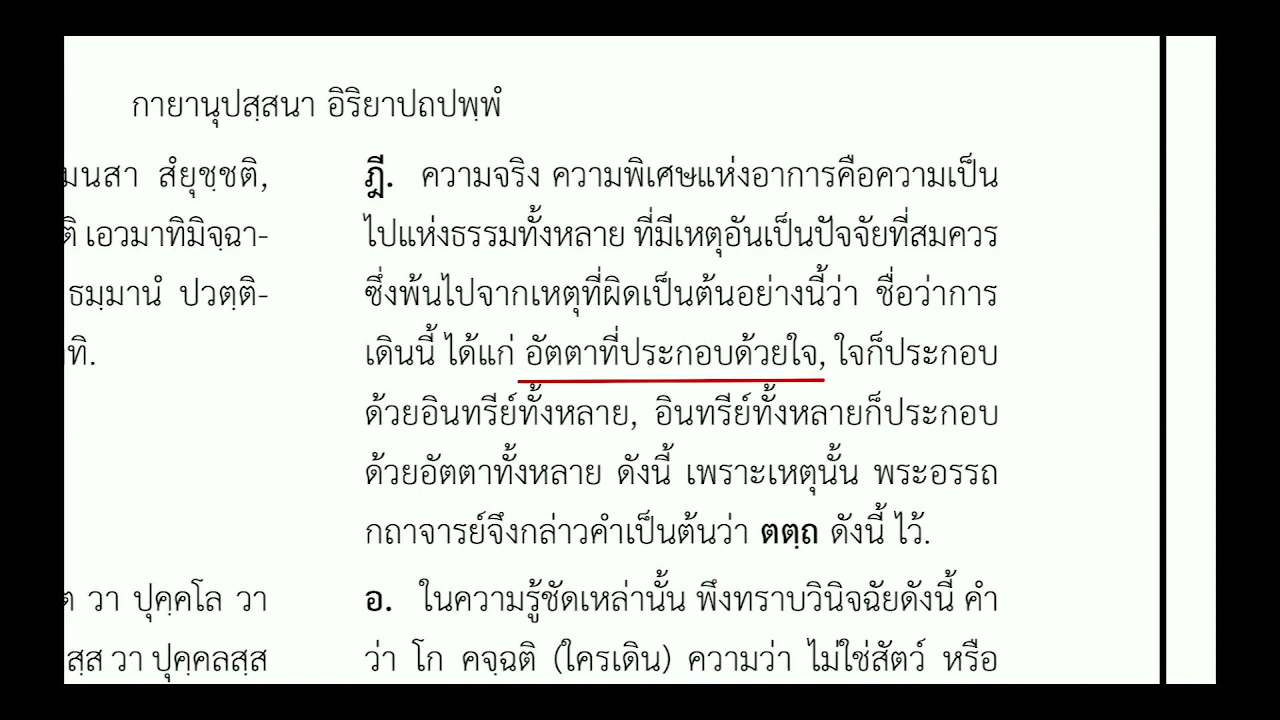 กายานุปสฺสนา อิริยาปถปพฺพํ
มนสา สํยุชฺชติ,
ติ เอวมาทิมิจฺฉา-
ธมฺมานํ ปวตฺติ-
ทิ.
ต วา ปุคฺคโล วา
สฺส วา ปุคฺคลสฺส
ฎี. ความจริง ความพิเศษแห่งอาการคือความเป็น
ไปแห่งธรรมทั้งหลาย ที่มีเหตุอันเป็นปัจจัยที่สมควร
ซึ่งพ้นไปจากเหตุที่ผิดเป็นต้นอย่างนี้ว่า ชื่อว่าการ
เดินนี้ ได้แก่ อัตตาที่ประกอบด้วยใจ, ใจก็ประกอบ
ด้วยอินทรีย์ทั้งหลาย, อินทรีย์ทั้งหลายก็ประกอบ
ด้วยอัตตาทั้งหลาย ดังนี้ เพราะเหตุนั้น พระอรรถ
กถาจารย์จึงกล่าวคำเป็นต้นว่า ตตฺถ ดังนี้ ไว้.
อ. ในความรู้ชัดเหล่านั้น พึงทราบวินิจฉัยดังนี้ คำ
ว่า โก คจฺฉติ (ใครเดิน) ความว่า ไม่ใช่สัตว์ หรือ